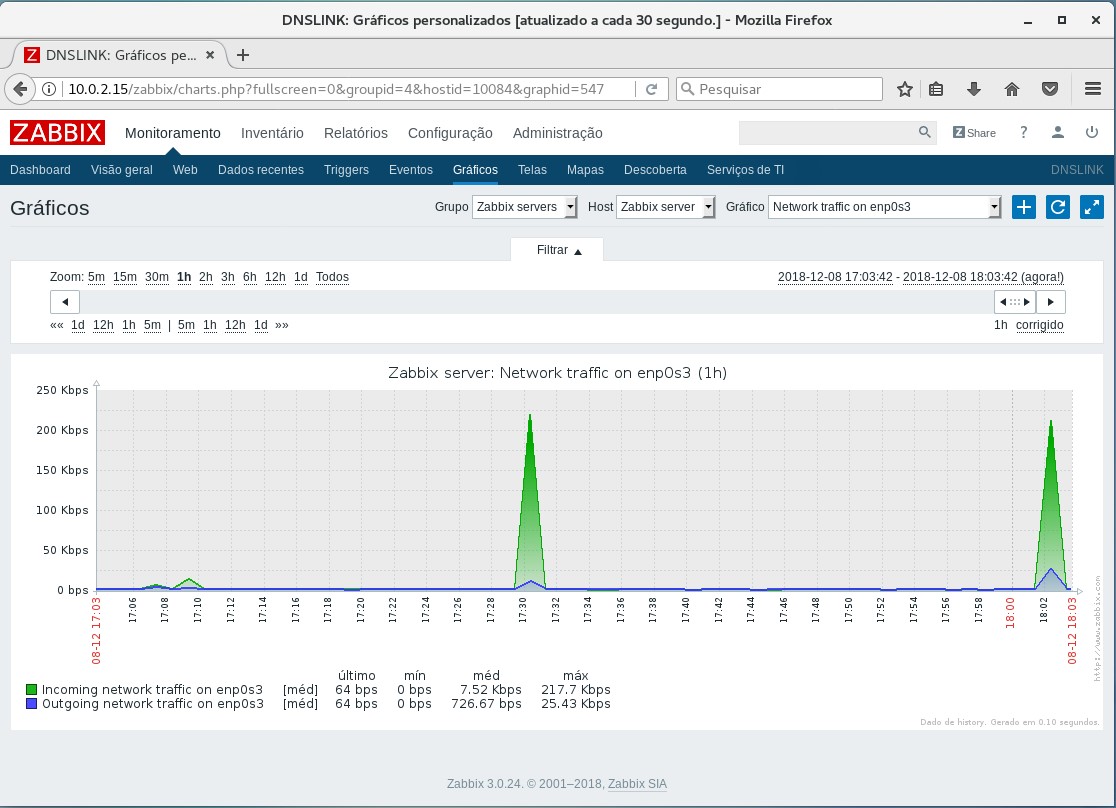 DNSLINK: Gráficos personalizados [atualizado a cada 30 segundo.] - Mozilla Firefox
Z DNSLINK: Gráficos pe... × +
10.0.2.15/zabbix/charts.php?fullscreen=0&groupid=4&hostid=10084&graphid=547 Pesquisar
ZABBIX Monitoramento Inventário Relatórios Configuração Administração Z Share ?
Dashboard Visão geral Web Dados recentes Triggers Eventos Gráficos Telas Mapas Descoberta Serviços de TI DNSLINK
Gráficos Grupo Zabbix servers Host Zabbix server Gráfico Network traffic on enp0s3
Filtrar ▲
Zoom: 5m 15m 30m 1h 2h 3h 6h 12h 1d Todos 2018-12-08 17:03:42 - 2018-12-08 18:03:42 (agora!)
«« 1d 12h 1h 5m | 5m 1h 12h 1d »» 1h corrigido
Zabbix server: Network traffic on enp0s3 (1h)
250 Kbps
200 Kbps
150 Kbps
100 Kbps
50 Kbps
0 bps
08-12 17:03 17:06 17:08 17:10 17:12 17:14 17:16 17:18 17:20 17:22 17:24 17:26 17:28 17:30 17:32 17:34 17:36 17:38 17:40 17:42 17:44 17:46 17:48 17:50 17:52 17:54 17:56 17:58 18:00 18:02 08-12 18:03
http://www.zabbix.com
último mín méd máx
Incoming network traffic on enp0s3 [méd] 64 bps 0 bps 7.52 Kbps 217.7 Kbps
Outgoing network traffic on enp0s3 [méd] 64 bps 0 bps 726.67 bps 25.43 Kbps
Dado de history. Gerado em 0.10 segundos.
Zabbix 3.0.24. © 2001–2018, Zabbix SIA